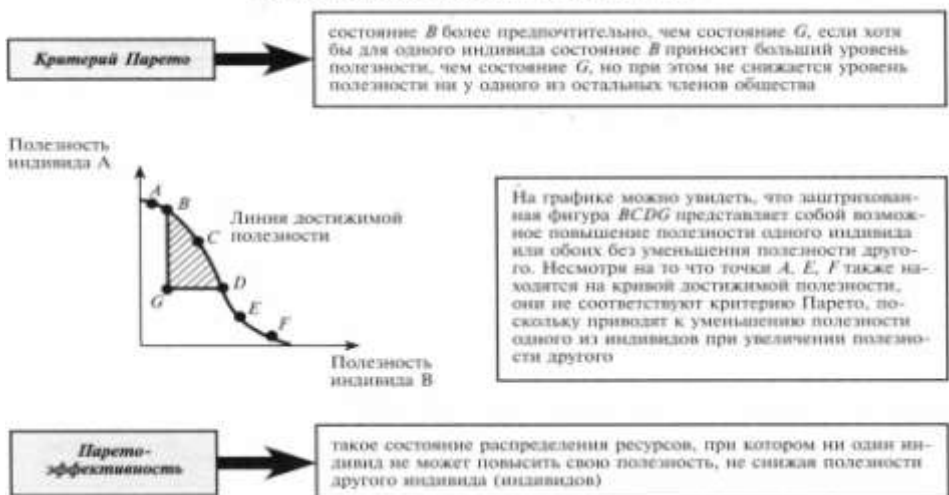 Критерий Парето
состояние B более предпочтительно, чем состояние G, если хотя
бы для одного индивида состояние B приносит больший уровень
полезности, чем состояние G, но при этом не снижается уровень
полезности ни у одного из остальных членов общества
Полезность
индивида A
A
B
Линия достижимой
полезности
C
G
D
E
F
Полезность
индивида B
На графике можно увидеть, что заштрихован-
ная фигура BCDG представляет собой возмож-
ное повышение полезности одного индивида
или обоих без уменьшения полезности друго-
го. Несмотря на то что точки A, E, F также на-
ходятся на кривой достижимой полезности,
они не соответствуют критерию Парето, по-
скольку приводят к уменьшению полезности
одного из индивидов при увеличении полезно-
сти другого
Парето-
эффективность
такое состояние распределения ресурсов, при котором ни один ин-
дивид не может повысить свою полезность, не снижая полезности
другого индивида (индивидов)